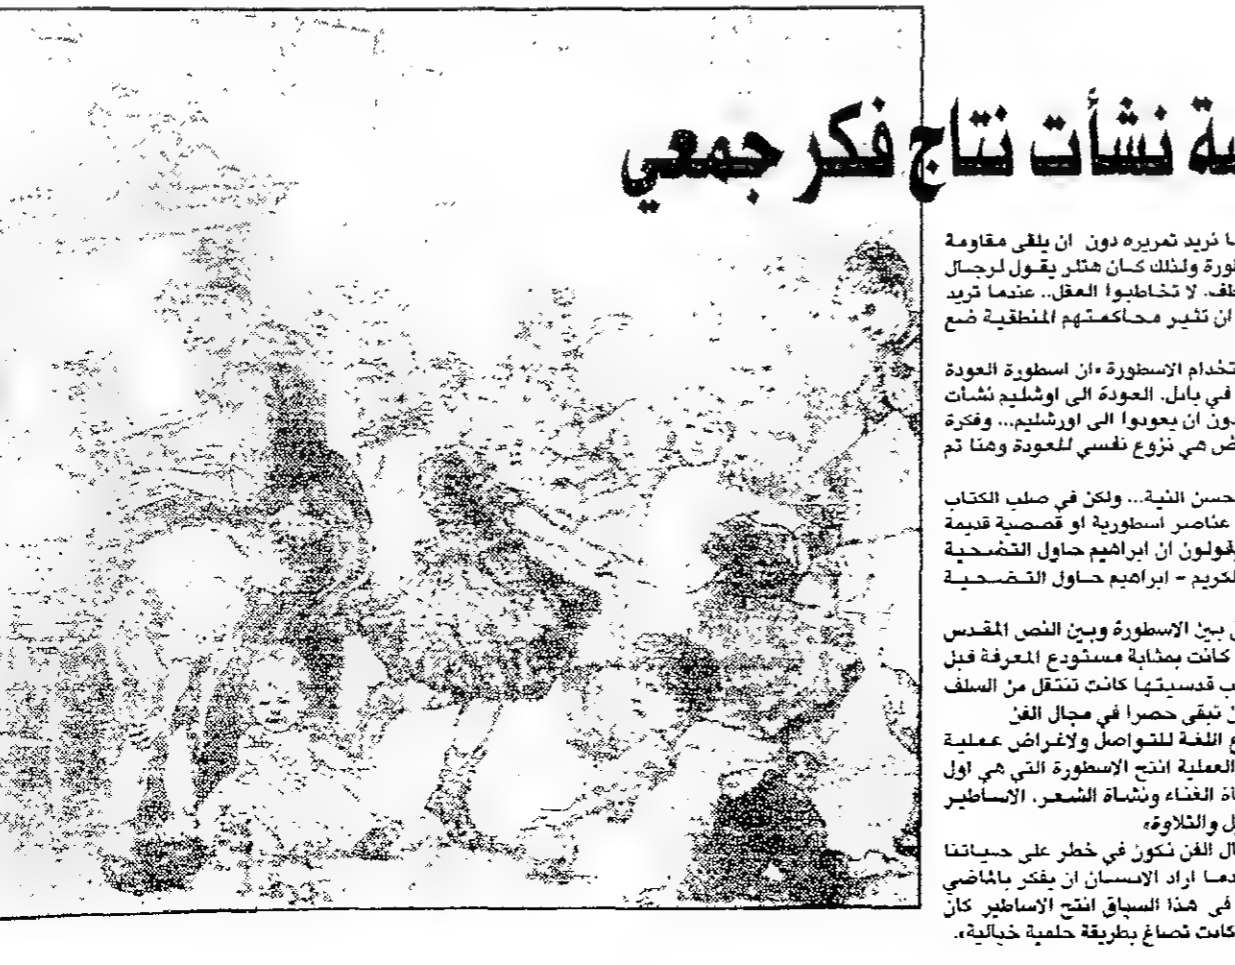 ة نشأت نتاج فكر جمعي
ا نريد تمريره دون ان يلقى مقاومة
ورة ولذلك كان هتلر يقول لرجال
طف. لا تخاطبوا العقل.. عندما تريد
ان تثير محاكمتهم المنطقية ضع
تخدام الاسطورة «ان اسطورة العودة
في بابل. العودة الى اوشليم نشأت
دون ان يعودوا الى اورشليم... وفكرة
ض هي نزوع نفسي للعودة وهنا تم
حسن النية... ولكن في صلب الكتاب
عناصر اسطورية او قصصية قديمة
يقولون ان ابراهيم حاول التضحية
لكريم - ابراهيم حاول التضحية
بين الاسطورة وبين النص المقدس
كانت بمثابة مستودع المعرفة قبل
ب قدسيتها كانت تنتقل من السلف
ن تبقى حصرا في مجال الفن
ع اللغة للتواصل ولاغراض عملية
العملية انتج الاسطورة التي هي اول
اة الغناء ونشاة الشعر. الاساطير
ل والتلاوة»
ال الفن نكون في خطر على حياتنا
دما اراد الانسان ان يفكر بالماضي
في هذا السياق انتج الاساطير كان
كانت تصاغ بطريقة حلمية خيالية».